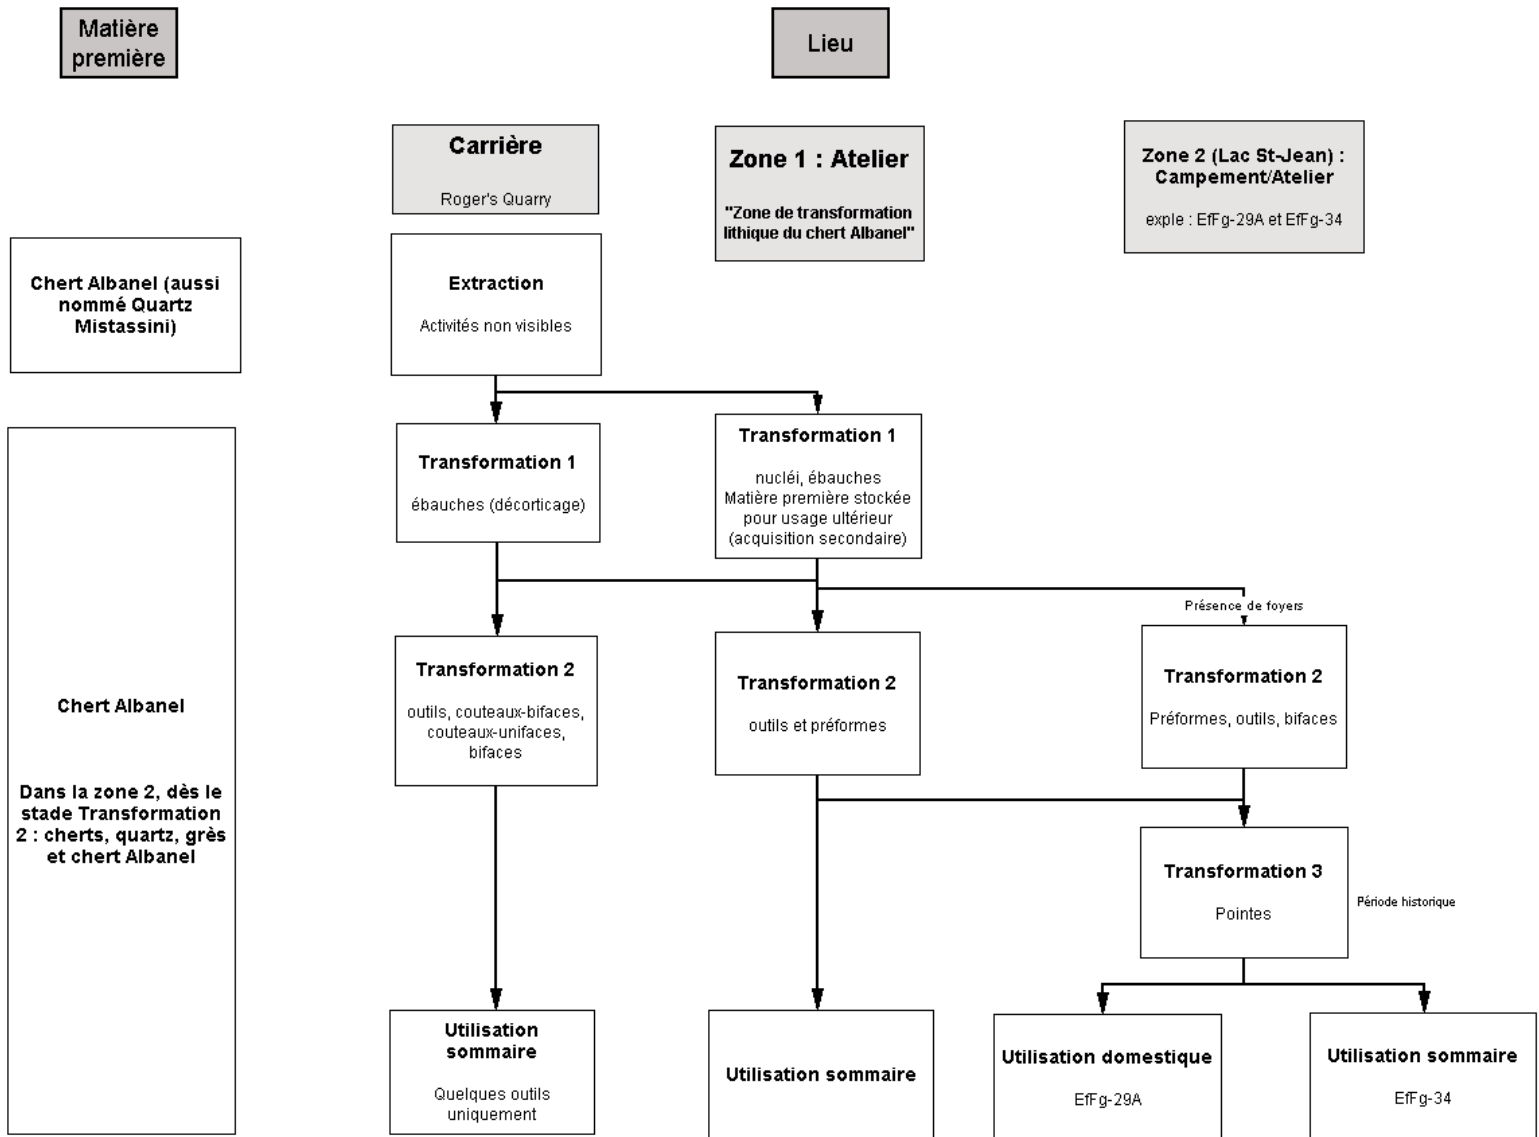 Matière
première
Lieu
Carrière
Roger's Quarry
Zone 1 : Atelier
"Zone de transformation
lithique du chert Albanel"
Zone 2 (Lac St-Jean) :
Campement/Atelier
exple : EfFg-29A et EfFg-34
Chert Albanel (aussi
nommé Quartz
Mistassini)
Extraction
Activités non visibles
Transformation 1
ébauches (décorticage)
Transformation 1
nucléi, ébauches
Matière première stockée
pour usage ultérieur
(acquisition secondaire)
Présence de foyers
Chert Albanel
Dans la zone 2, dès le
stade Transformation
2 : cherts, quartz, grès
et chert Albanel
Transformation 2
outils, couteaux-bifaces,
couteaux-unifaces,
bifaces
Transformation 2
outils et préformes
Transformation 2
Préformes, outils, bifaces
Transformation 3
Pointes
Période historique
Utilisation
sommaire
Quelques outils
uniquement
Utilisation sommaire
Utilisation domestique
EfFg-29A
Utilisation sommaire
EfFg-34